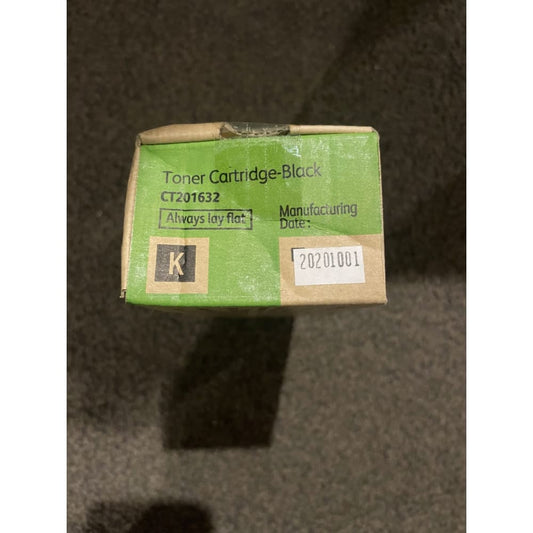 Toner Cartridge-Black
CT201632
Always lay flat
Manufacturing
Date:
K
20201001